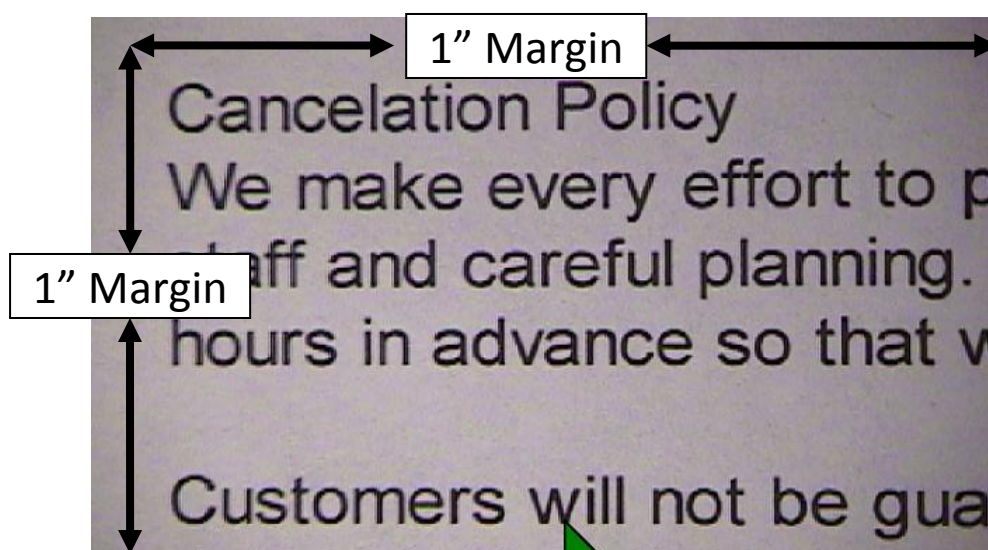 1” Margin
Cancelation Policy
We make every effort to p
staff and careful planning.
1” Margin
hours in advance so that w
Customers will not be gua